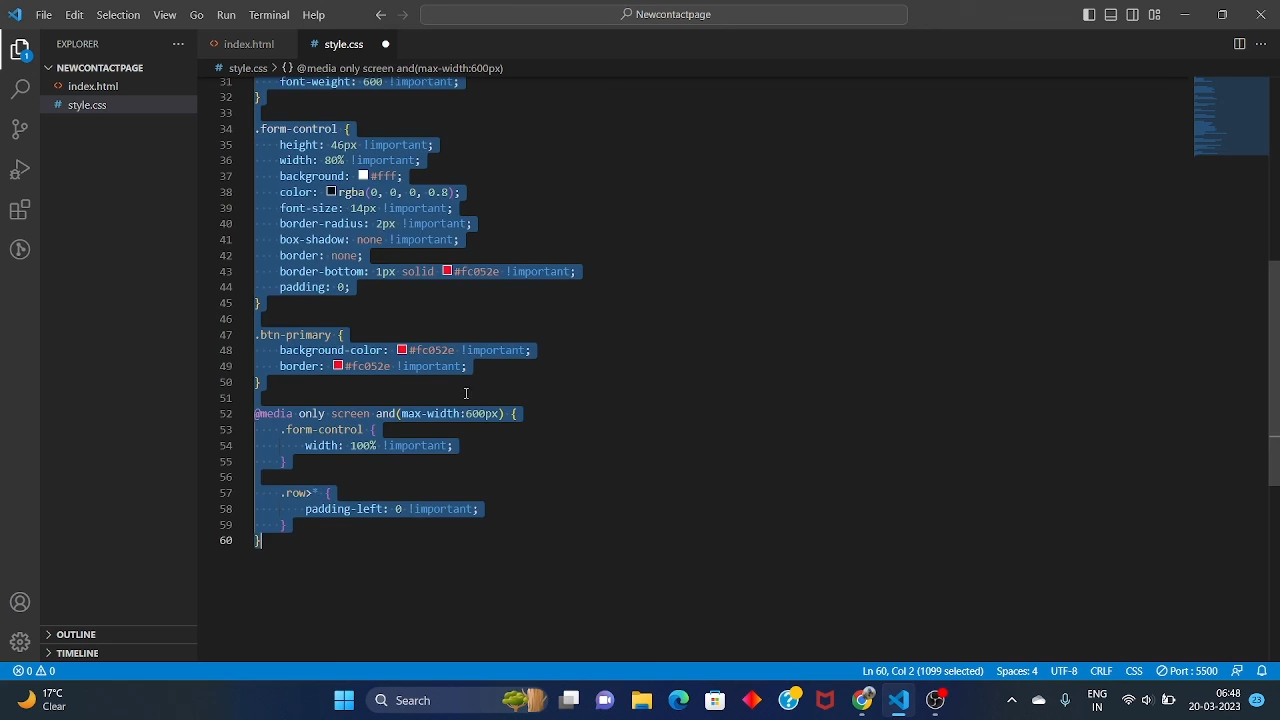 File Edit Selection View Go Run Terminal Help
Newcontactpage
EXPLORER
index.html
style.css
NEWCONTACTPAGE
style.css > {} @media only screen and(max-width:600px)
index.html
style.css
31 font-weight: 600 !important;
32 }
33
34 .form-control {
35 height: 46px !important;
36 width: 80% !important;
37 background: #fff;
38 color: rgba(0, 0, 0, 0.8);
39 font-size: 14px !important;
40 border-radius: 2px !important;
41 box-shadow: none !important;
42 border: none;
43 border-bottom: 1px solid #fc052e !important;
44 padding: 0;
45 }
46
47 .btn-primary {
48 background-color: #fc052e !important;
49 border: #fc052e !important;
50 }
51
52 @media only screen and(max-width:600px) {
53 .form-control {
54 width: 100% !important;
55 }
56
57 .row>* {
58 padding-left: 0 !important;
59 }
60 }
1
OUTLINE
TIMELINE
0 0
Ln 60, Col 2 (1099 selected) Spaces: 4 UTF-8 CRLF CSS Port : 5500
17°C
Clear
Search
ENG
IN
06:48
20-03-2023
23